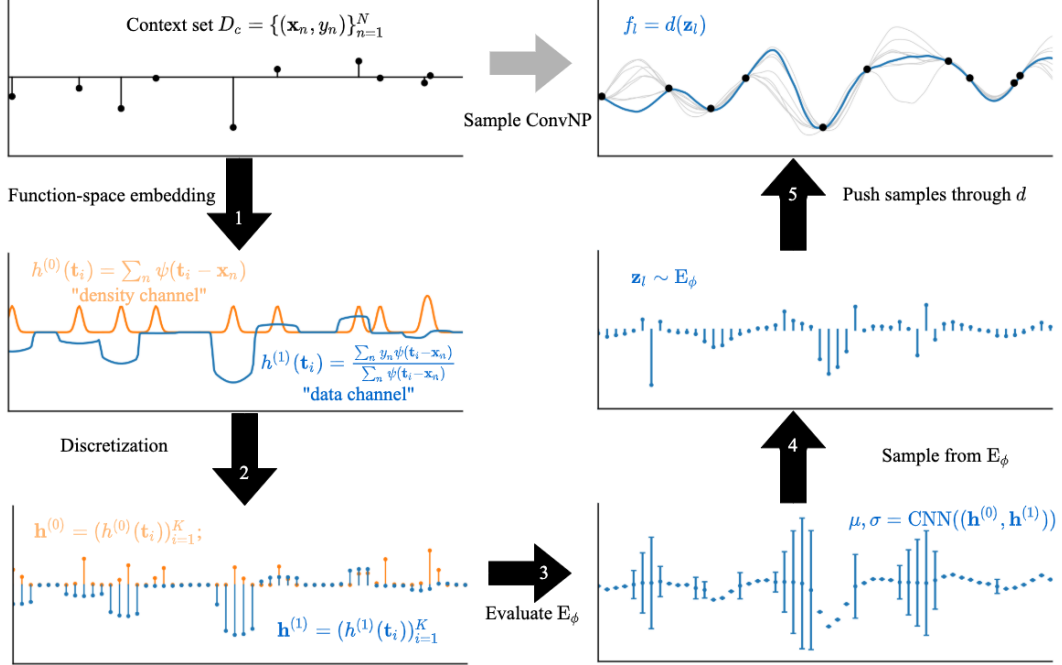 Context set $D_c = \{(\mathbf{x}_n, y_n)\}_{n=1}^{N}$
Sample ConvNP
$f_l = d(\mathbf{z}_l)$
Function-space embedding
1
$h^{(0)}(\mathbf{t}_i) = \sum_n \psi(\mathbf{t}_i - \mathbf{x}_n)$
"density channel"
$h^{(1)}(\mathbf{t}_i) = \frac{\sum_n y_n \psi(\mathbf{t}_i - \mathbf{x}_n)}{\sum_n \psi(\mathbf{t}_i - \mathbf{x}_n)}$
"data channel"
Discretization
2
$\mathbf{h}^{(0)} = (h^{(0)}(\mathbf{t}_i))_{i=1}^{K};$
$\mathbf{h}^{(1)} = (h^{(1)}(\mathbf{t}_i))_{i=1}^{K}$
3
Evaluate $\mathrm{E}_\phi$
$\mu, \sigma = \mathrm{CNN}((\mathbf{h}^{(0)}, \mathbf{h}^{(1)}))$
4
Sample from $\mathrm{E}_\phi$
$\mathbf{z}_l \sim \mathrm{E}_\phi$
5
Push samples through $d$